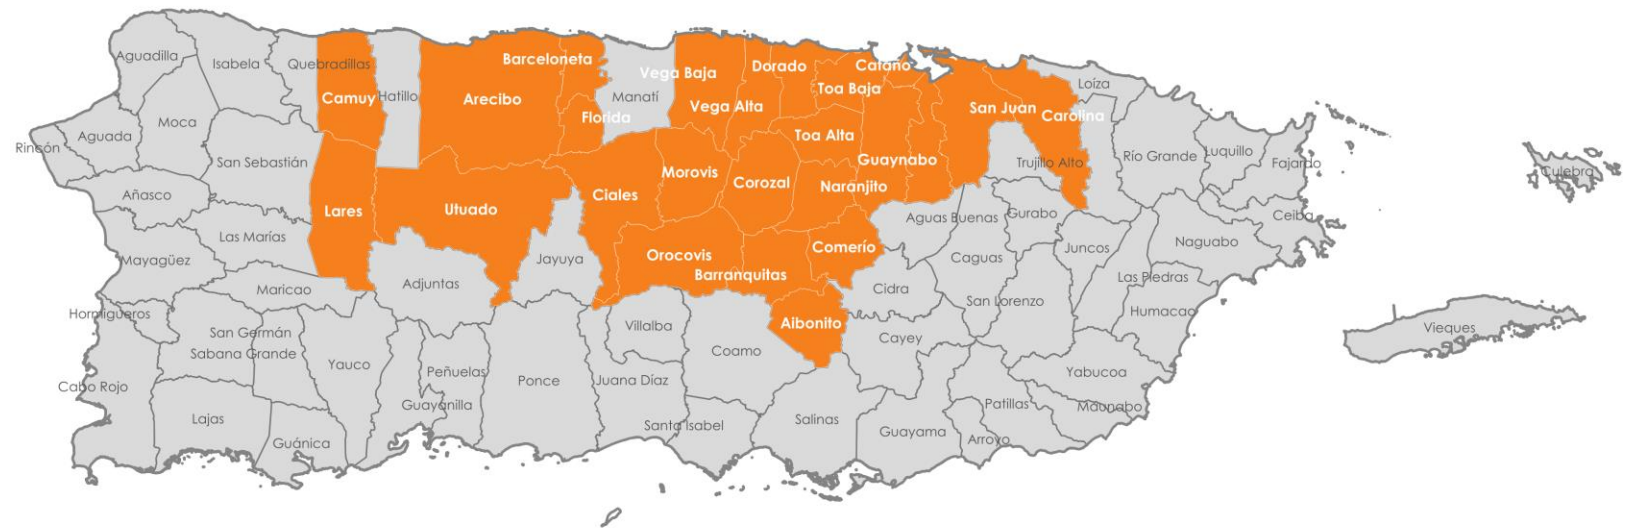 Aguadilla
Isabela
Quebradillas
Camuy
Hatillo
Arecibo
Barceloneta
Florida
Manatí
Vega Baja
Vega Alta
Dorado
Toa Baja
Cataño
Toa Alta
Guaynabo
San Juan
Carolina
Loíza
Trujillo Alto
Río Grande
Luquillo
Fajardo
Culebra
Rincón
Aguada
Moca
San Sebastián
Añasco
Lares
Utuado
Ciales
Morovis
Corozal
Naranjito
Aguas Buenas
Gurabo
Ceiba
Las Marías
Mayagüez
Maricao
Adjuntas
Jayuya
Orocovis
Barranquitas
Comerío
Cidra
Caguas
Juncos
Naguabo
Las Piedras
San Lorenzo
Humacao
Vieques
Hormigueros
San Germán
Sabana Grande
Yauco
Peñuelas
Guayanilla
Ponce
Villalba
Juana Díaz
Coamo
Aibonito
Cayey
Yabucoa
Cabo Rojo
Lajas
Guánica
Santa Isabel
Salinas
Guayama
Arroyo
Patillas
Maunabo